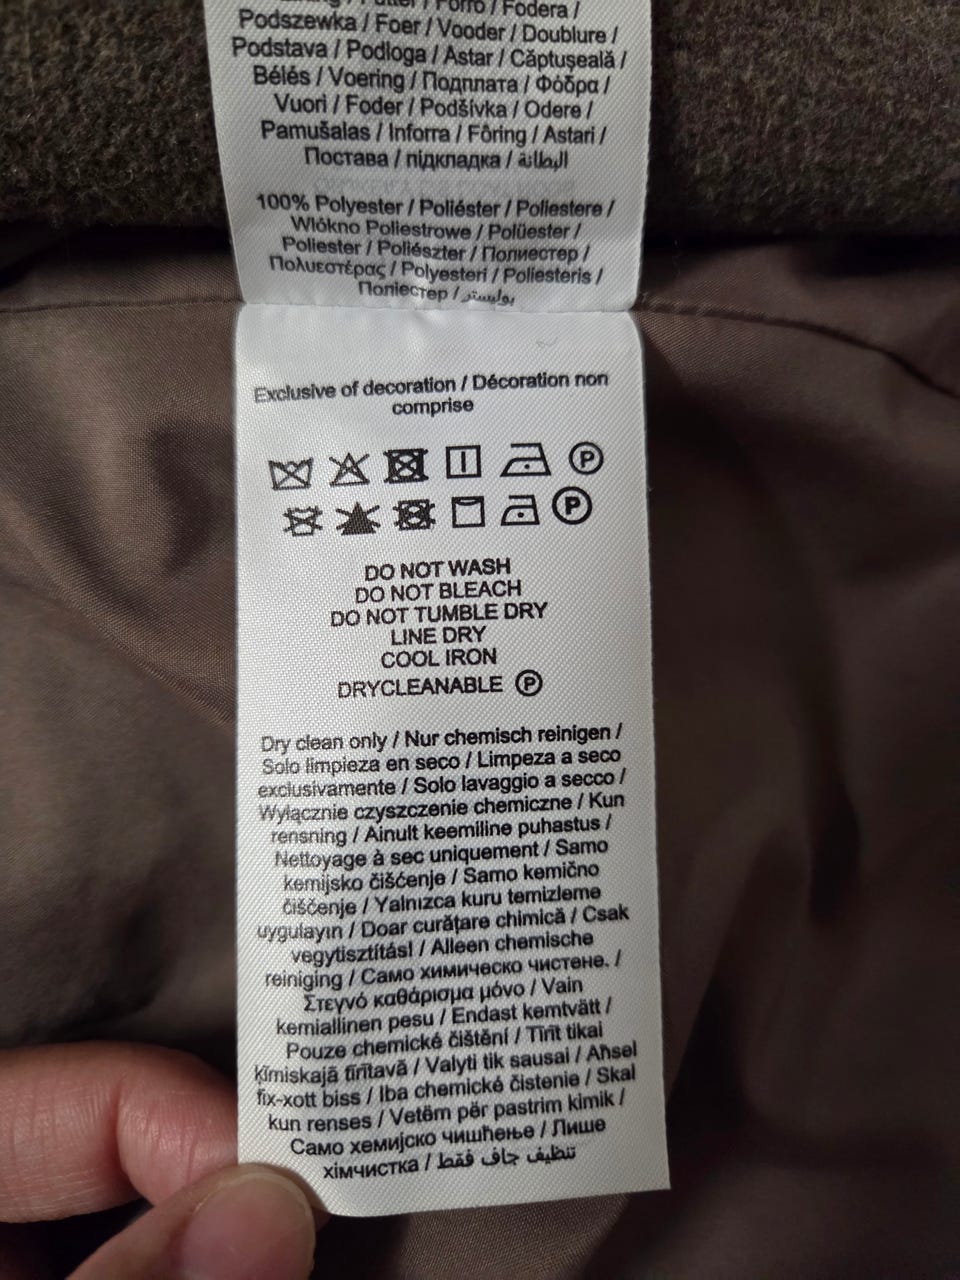 Futter / Forro / Fodera /
Podszewka / Foer / Vooder / Doublure /
Podstava / Podloga / Astar / Căptușeală /
Bélés / Voering / Подплата / Φόδρα /
Vuori / Foder / Podšívka / Odere /
Pamušalas / Inforra / Fôring / Astari /
Постава / підкладка / البطانة
100% Polyester / Poliéster / Poliestere /
Włókno Poliestrowe / Polüester /
Poliester / Poliészter / Полиестер /
Πολυεστέρας / Polyesteri / Poliesteris /
Поліестер / بوليستر
Exclusive of decoration / Décoration non
comprise
P
P
DO NOT WASH
DO NOT BLEACH
DO NOT TUMBLE DRY
LINE DRY
COOL IRON
DRYCLEANABLE P
Dry clean only / Nur chemisch reinigen /
Solo limpieza en seco / Limpeza a seco
exclusivamente / Solo lavaggio a secco /
Wyłącznie czyszczenie chemiczne / Kun
rensning / Ainult keemiline puhastus /
Nettoyage à sec uniquement / Samo
kemijsko čišćenje / Samo kemično
čiščenje / Yalnızca kuru temizleme
uygulayın / Doar curățare chimică / Csak
vegytisztítás! / Alleen chemische
reiniging / Само химическо чистене. /
Στεγνό καθάρισμα μόνο / Vain
kemiallinen pesu / Endast kemtvätt /
Pouze chemické čištění / Tīrīt tikai
ķīmiskajā tīrītavā / Valyti tik sausai / Aħsel
fix-xott biss / Iba chemické čistenie / Skal
kun renses / Vetëm për pastrim kimik /
Само хемијско чишћење / Лише
хімчистка / تنظيف جاف فقط